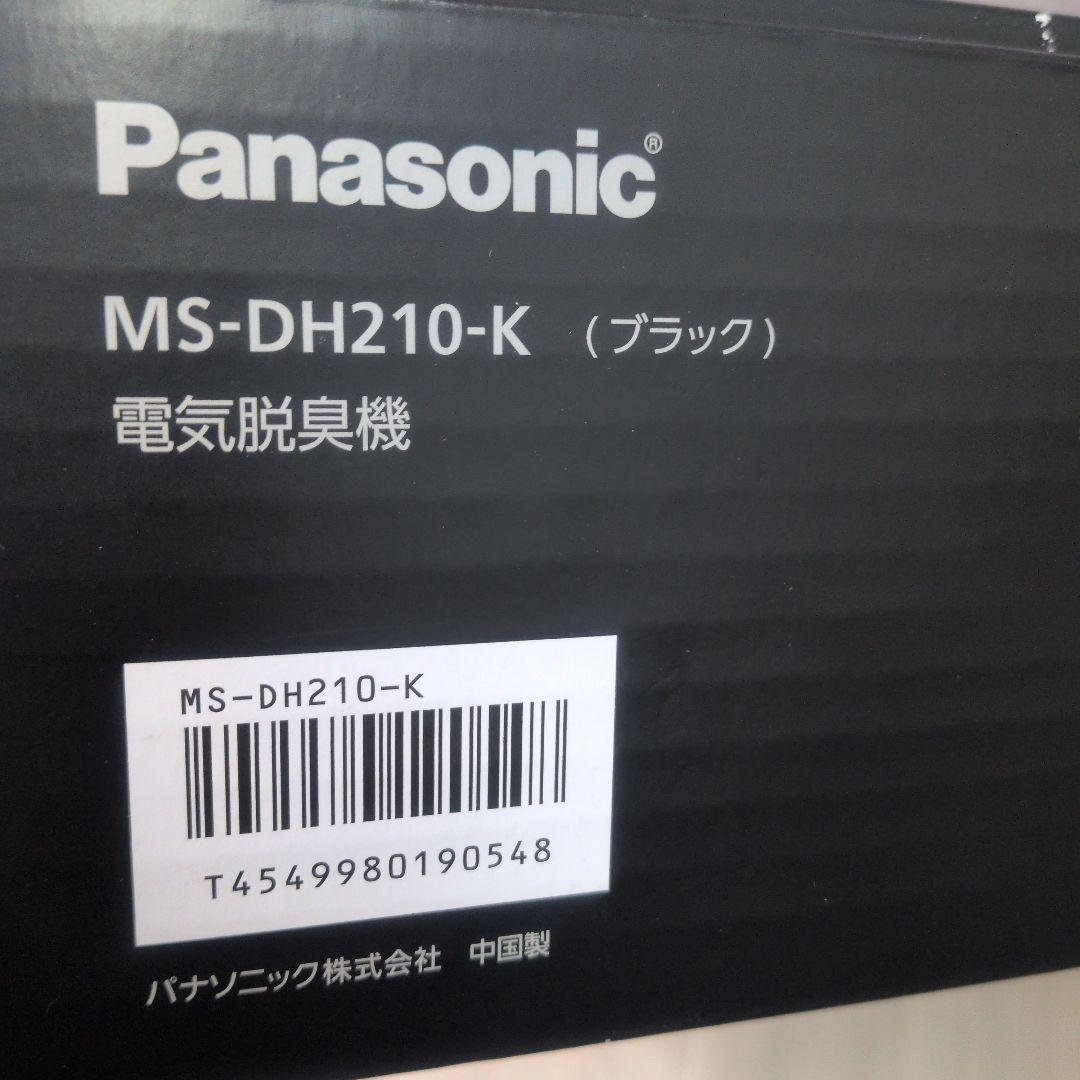 Panasonic®
MS-DH210-K （ブラック）
電気脱臭機
MS-DH210-K
T4549980190548
パナソニック株式会社 中国製